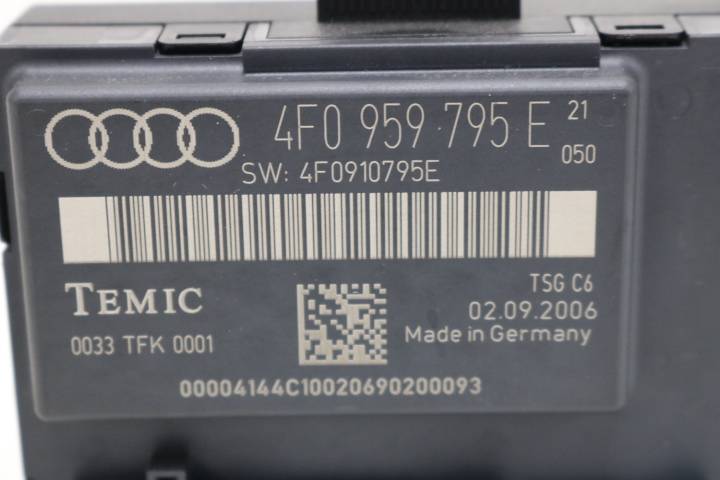 4F0 959 795 E 21
050
SW: 4F0910795E
TEMIC
TSG C6
02.09.2006
0033 TFK 0001
Made in Germany
00004144C10020690200093